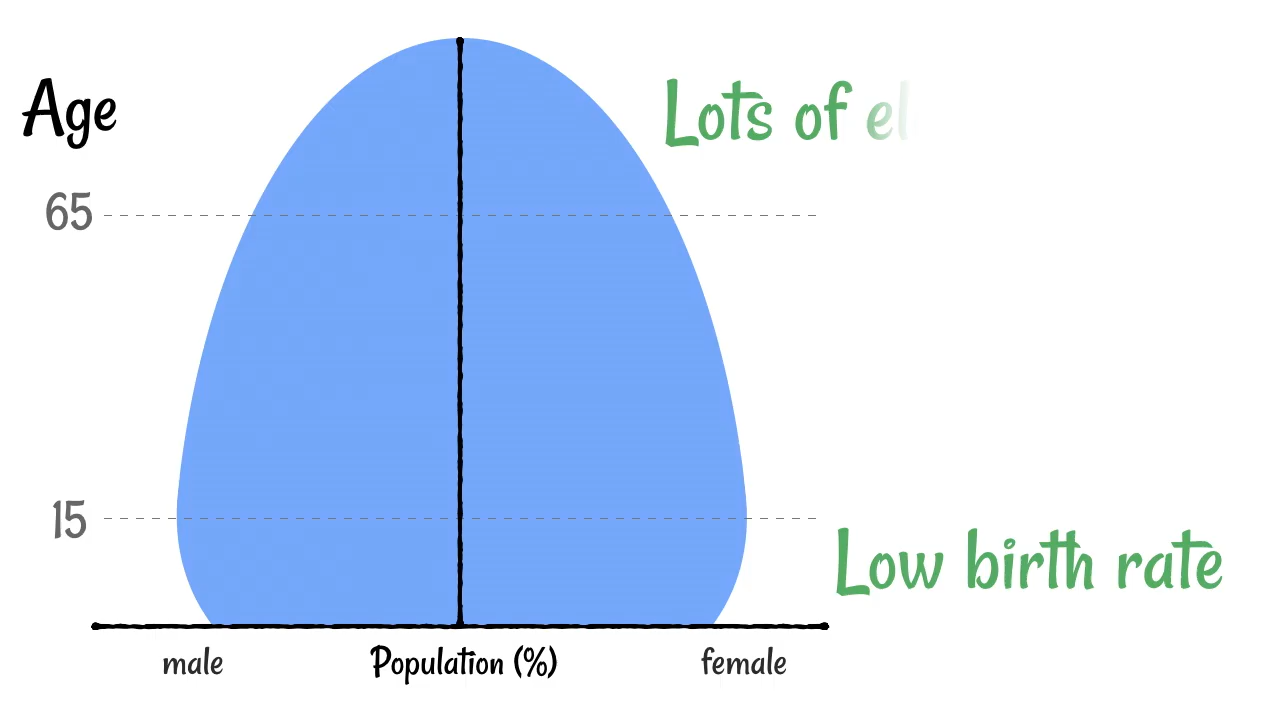 Age
Lots of
65
15
Low birth rate
male
Population (%)
female